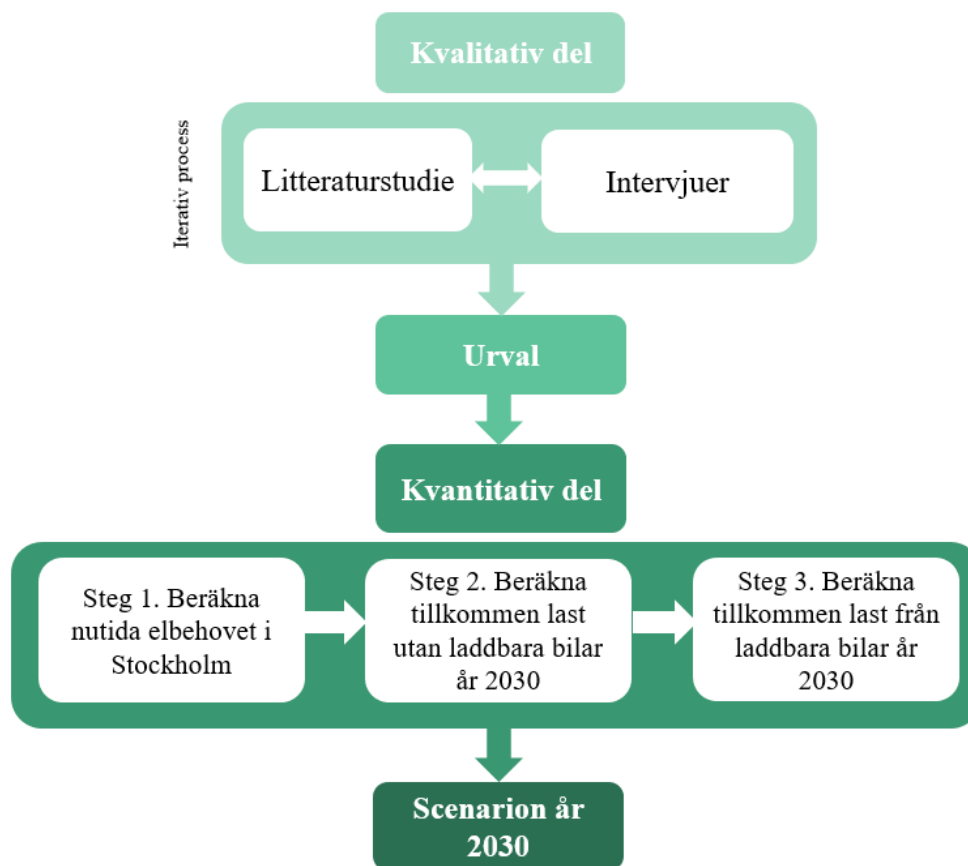 Kvalitativ del
Iterativ process
Litteraturstudie
Intervjuer
Urval
Kvantitativ del
Steg 1. Beräkna
nutida elbehovet i
Stockholm
Steg 2. Beräkna
tillkommen last
utan laddbara bilar
år 2030
Steg 3. Beräkna
tillkommen last från
laddbara bilar år
2030
Scenarion år
2030